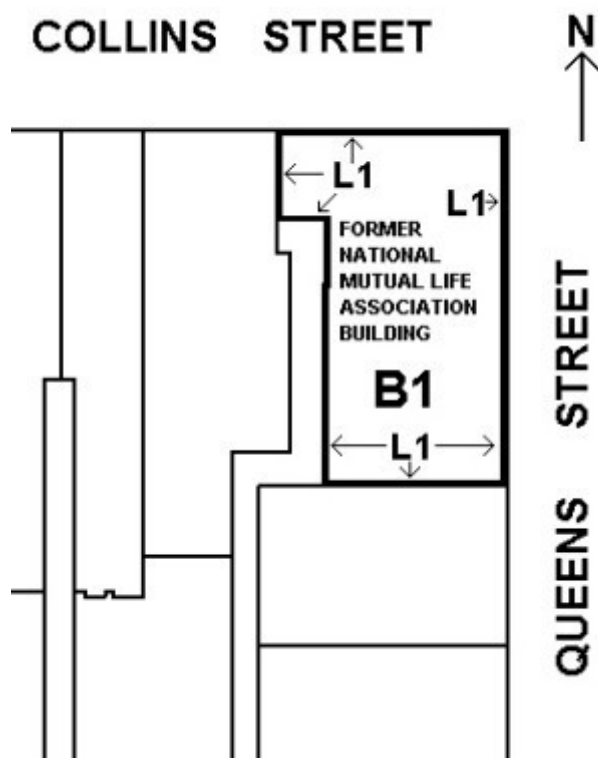 COLLINS STREET
N
L1
L1
FORMER
NATIONAL
MUTUAL LIFE
ASSOCIATION
BUILDING
B1
L1
QUEENS STREET